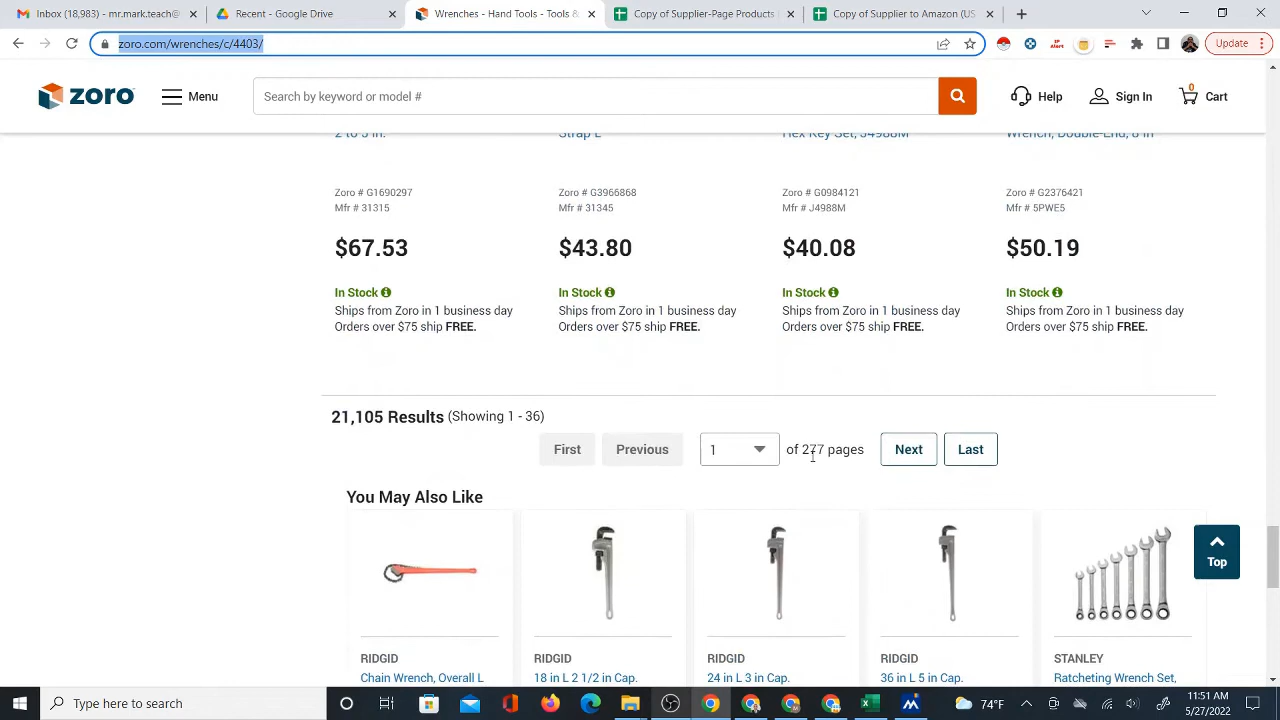 Inbox (18,983) - mbarr.teach@
Recent - Google Drive
Wrenches - Hand Tools - Tools &
Copy of Supplier-Page Products
Copy of Supplier to Amazon (US
zoro.com/wrenches/c/4403/
Update
zoro
Menu
Search by keyword or model #
Help
Sign In
0
Cart
2 to 5 in.
Strap L
Hex Key Set, J4988M
Wrench, Double-End, 8 in
Zoro # G1690297
Zoro # G3966868
Zoro # G0984121
Zoro # G2376421
Mfr # 31315
Mfr # 31345
Mfr # J4988M
Mfr # 5PWE5
$67.53
$43.80
$40.08
$50.19
In Stock
In Stock
In Stock
In Stock
Ships from Zoro in 1 business day
Ships from Zoro in 1 business day
Ships from Zoro in 1 business day
Ships from Zoro in 1 business day
Orders over $75 ship FREE.
Orders over $75 ship FREE.
Orders over $75 ship FREE.
Orders over $75 ship FREE.
21,105 Results (Showing 1 - 36)
First
Previous
1
of 277 pages
Next
Last
You May Also Like
Top
RIDGID
RIDGID
RIDGID
RIDGID
STANLEY
Chain Wrench, Overall L
18 in L 2 1/2 in Cap.
24 in L 3 in Cap.
36 in L 5 in Cap.
Ratcheting Wrench Set,
Type here to search
74°F
11:51 AM
5/27/2022